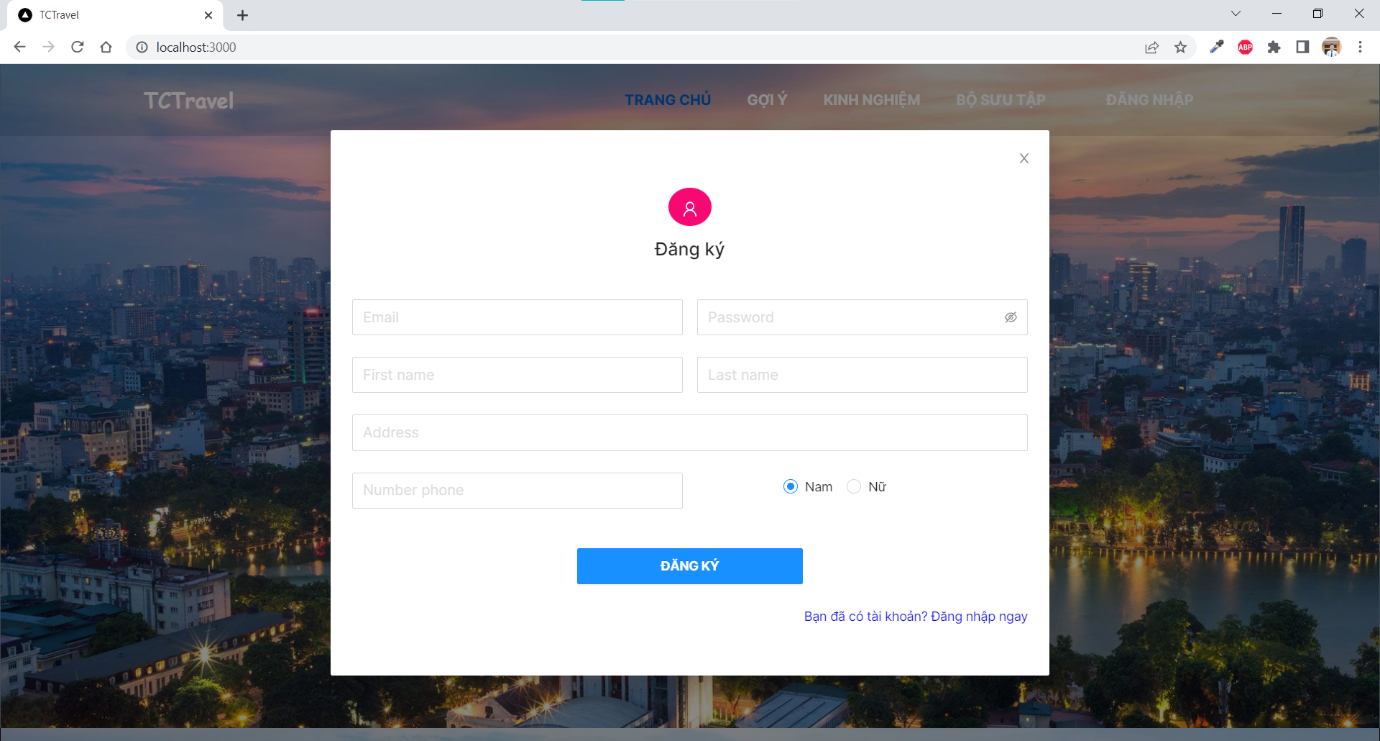 TCTravel
localhost:3000
ABP
TCTravel TRANG CHỦ GỢI Ý KINH NGHIỆM BỘ SƯU TẬP ĐĂNG NHẬP
Đăng ký
Email Password
First name Last name
Address
Number phone Nam Nữ
ĐĂNG KÝ
Bạn đã có tài khoản? Đăng nhập ngay